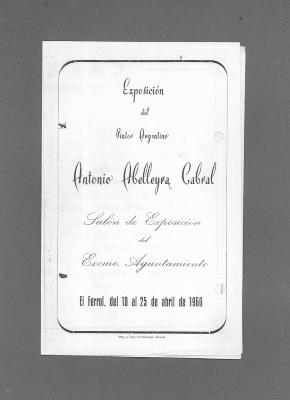 Exposición
del
Pintor Argentino
Antonio Abelleyra Cabral
Salón de Exposición
del
Excmo. Ayuntamiento
El Ferrol, del 18 al 25 de abril de 1960